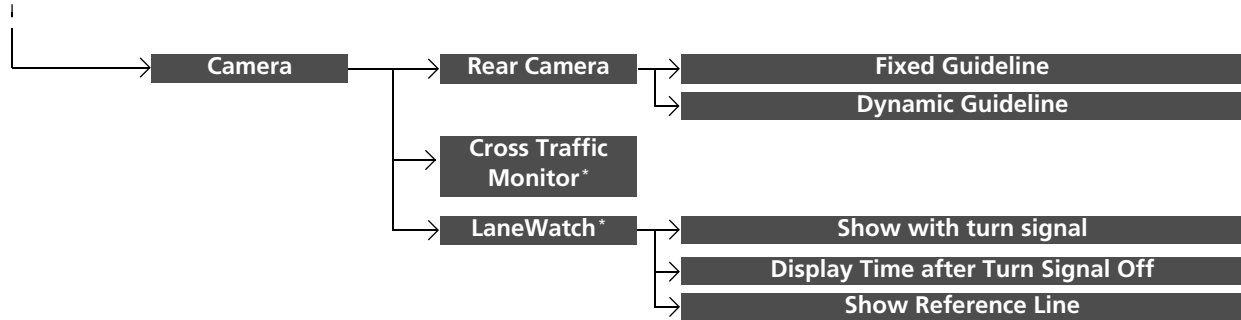 Camera
Rear Camera
Fixed Guideline
Dynamic Guideline
Cross Traffic
Monitor*
LaneWatch*
Show with turn signal
Display Time after Turn Signal Off
Show Reference Line